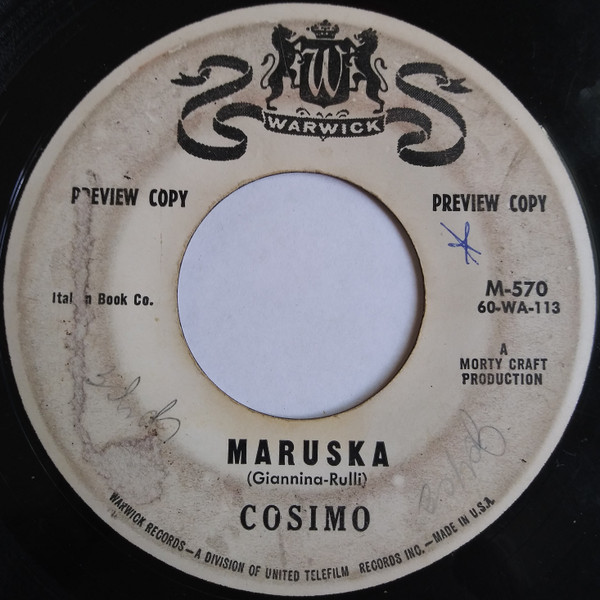 W
WARWICK
PREVIEW COPY
PREVIEW COPY
Ital n Book Co.
M-570
60-WA-113
A
MORTY CRAFT
PRODUCTION
MARUSKA
(Giannina-Rulli)
COSIMO
WARWICK RECORDS—A DIVISION OF UNITED TELEFILM RECORDS INC.—MADE IN U.S.A.